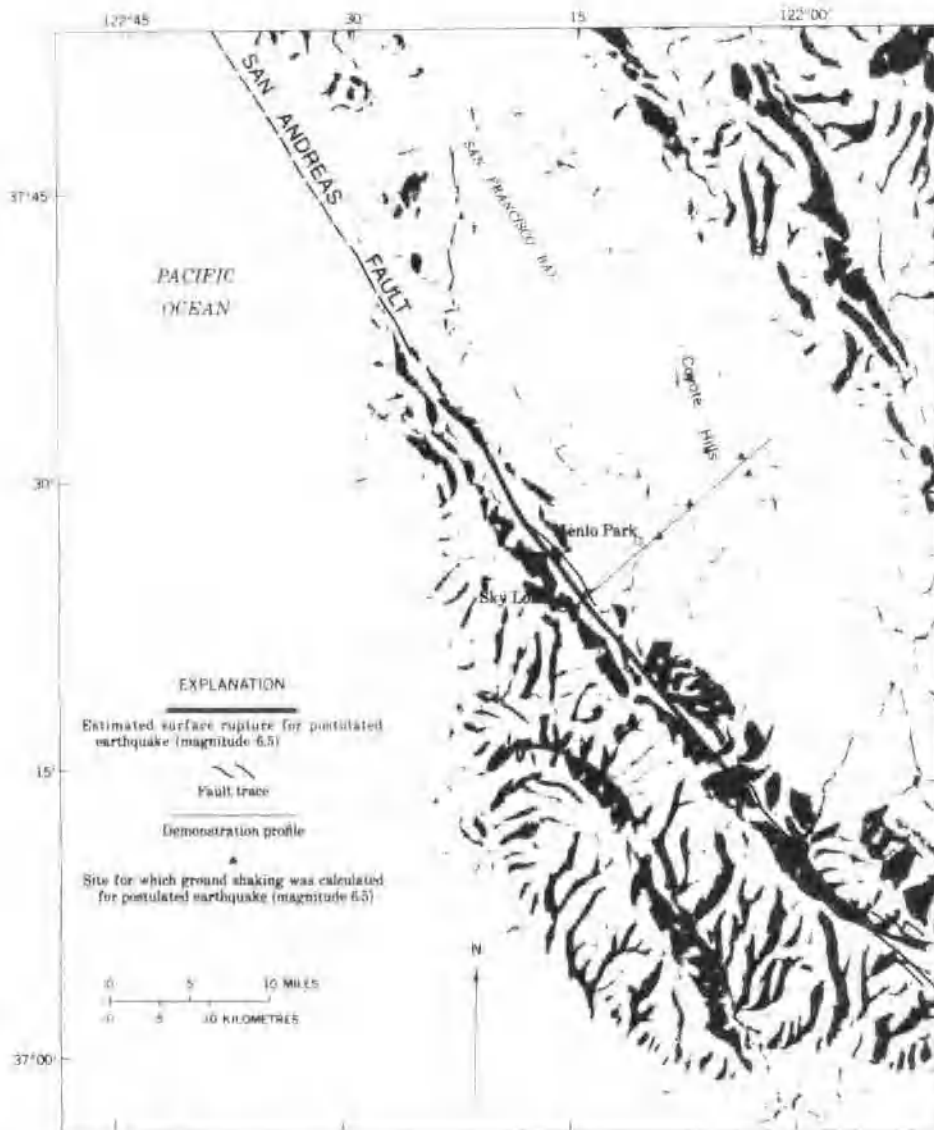 122°45'
30
15
122°00'
SAN ANDREAS FAULT
SAN FRANCISCO BAY
37°45'
PACIFIC
OCEAN
Coyote Hills
30'
Menlo Park
Sky
EXPLANATION
Estimated surface rupture for postulated
earthquake (magnitude 6.5)
Fault trace
Demonstration profile
Site for which ground shaking was calculated
for postulated earthquake (magnitude 6.5)
15'
N
0 5 10 MILES
0 5 10 KILOMETRES
37°00'